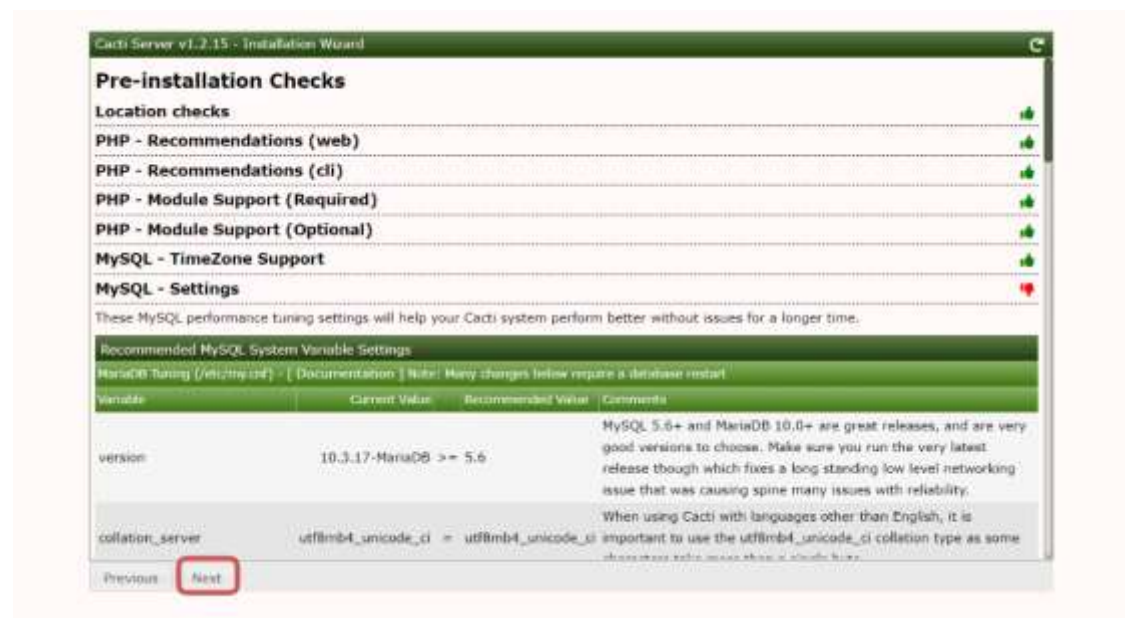 Cacti Server v1.2.15 - Installation Wizard
Pre-installation Checks
Location checks
PHP - Recommendations (web)
PHP - Recommendations (cli)
PHP - Module Support (Required)
PHP - Module Support (Optional)
MySQL - TimeZone Support
MySQL - Settings
These MySQL performance tuning settings will help your Cacti system perform better without issues for a longer time.
Recommended MySQL System Variable Settings
MariaDB Tuning (/etc/my.cnf) - [ Documentation ] Note: Many changes below require a database restart
Variable Current Value Recommended Value Comments
MySQL 5.6+ and MariaDB 10.0+ are great releases, and are very
good versions to choose. Make sure you run the very latest
version 10.3.17-MariaDB >= 5.6
release though which fixes a long standing low level networking
issue that was causing spine many issues with reliability.
When using Cacti with languages other than English, it is
collation_server utf8mb4_unicode_ci = utf8mb4_unicode_ci important to use the utf8mb4_unicode_ci collation type as some
characters take more than a single byte
Previous Next